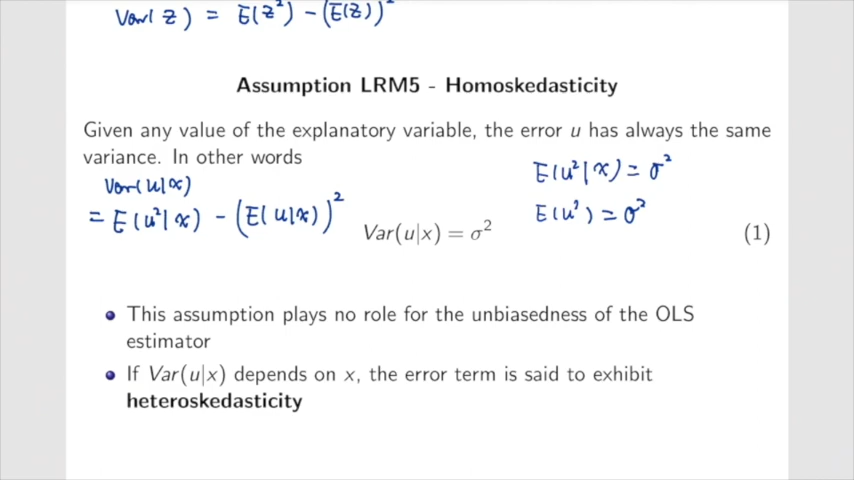 Var(z) = E(z²) - (E(z))²
Assumption LRM5 - Homoskedasticity
Given any value of the explanatory variable, the error u has always the same
variance. In other words
Var(u|x)
= E(u²|x) - (E(u|x))²
E(u²|x) = σ²
E(u²) = σ²
Var(u|x) = σ² (1)
• This assumption plays no role for the unbiasedness of the OLS
estimator
• If Var(u|x) depends on x, the error term is said to exhibit
heteroskedasticity